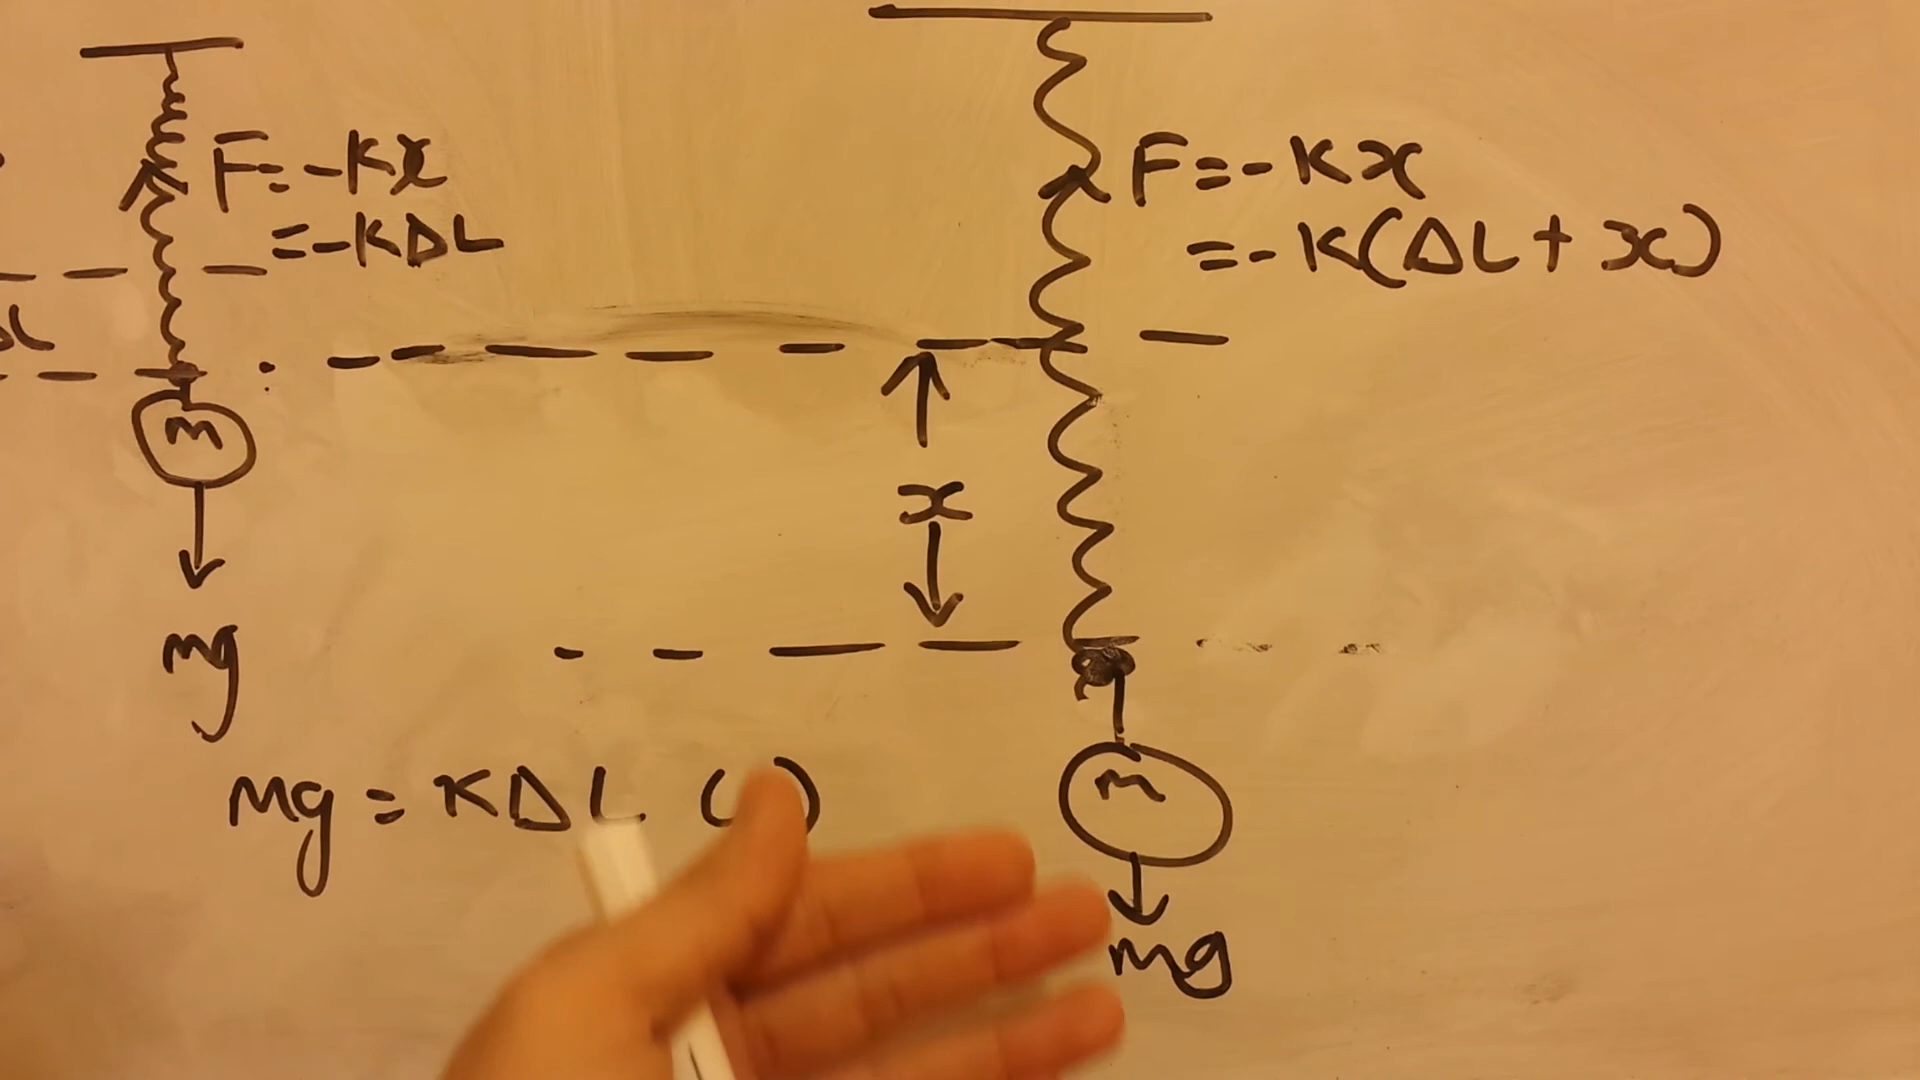 F=-Kx
=-KΔL
m
mg
Mg=KΔL ( )
x
F=-Kx
=-K(ΔL+x)
m
mg